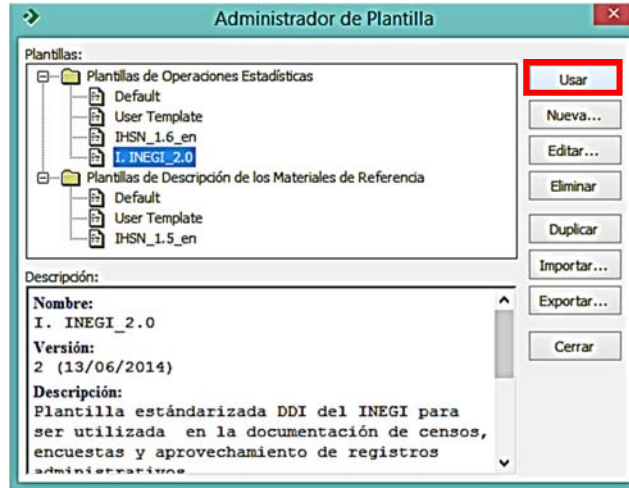 Administrador de Plantilla
Plantillas:
Plantillas de Operaciones Estadísticas
Default
User Template
IHSN_1.6_en
I. INEGI_2.0
Plantillas de Descripción de los Materiales de Referencia
Default
User Template
IHSN_1.5_en
Usar
Nueva...
Editar...
Eliminar
Duplicar
Importar...
Exportar...
Cerrar
Descripción:
Nombre:
I. INEGI_2.0
Versión:
2 (13/06/2014)
Descripción:
Plantilla estándarizada DDI del INEGI para
ser utilizada en la documentación de censos,
encuestas y aprovechamiento de registros
administrativos